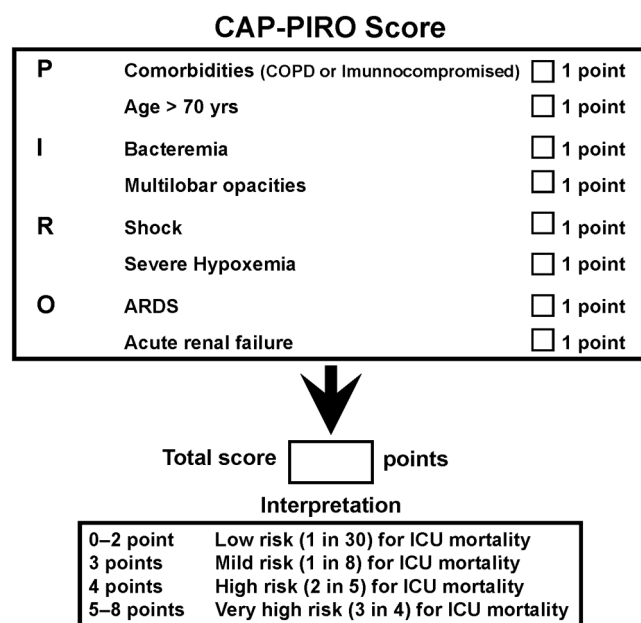 CAP-PIRO Score
P Comorbidities (COPD or Imunnocompromised) 1 point
Age > 70 yrs 1 point
I Bacteremia 1 point
Multilobar opacities 1 point
R Shock 1 point
Severe Hypoxemia 1 point
O ARDS 1 point
Acute renal failure 1 point
Total score points
Interpretation
0–2 point Low risk (1 in 30) for ICU mortality
3 points Mild risk (1 in 8) for ICU mortality
4 points High risk (2 in 5) for ICU mortality
5–8 points Very high risk (3 in 4) for ICU mortality